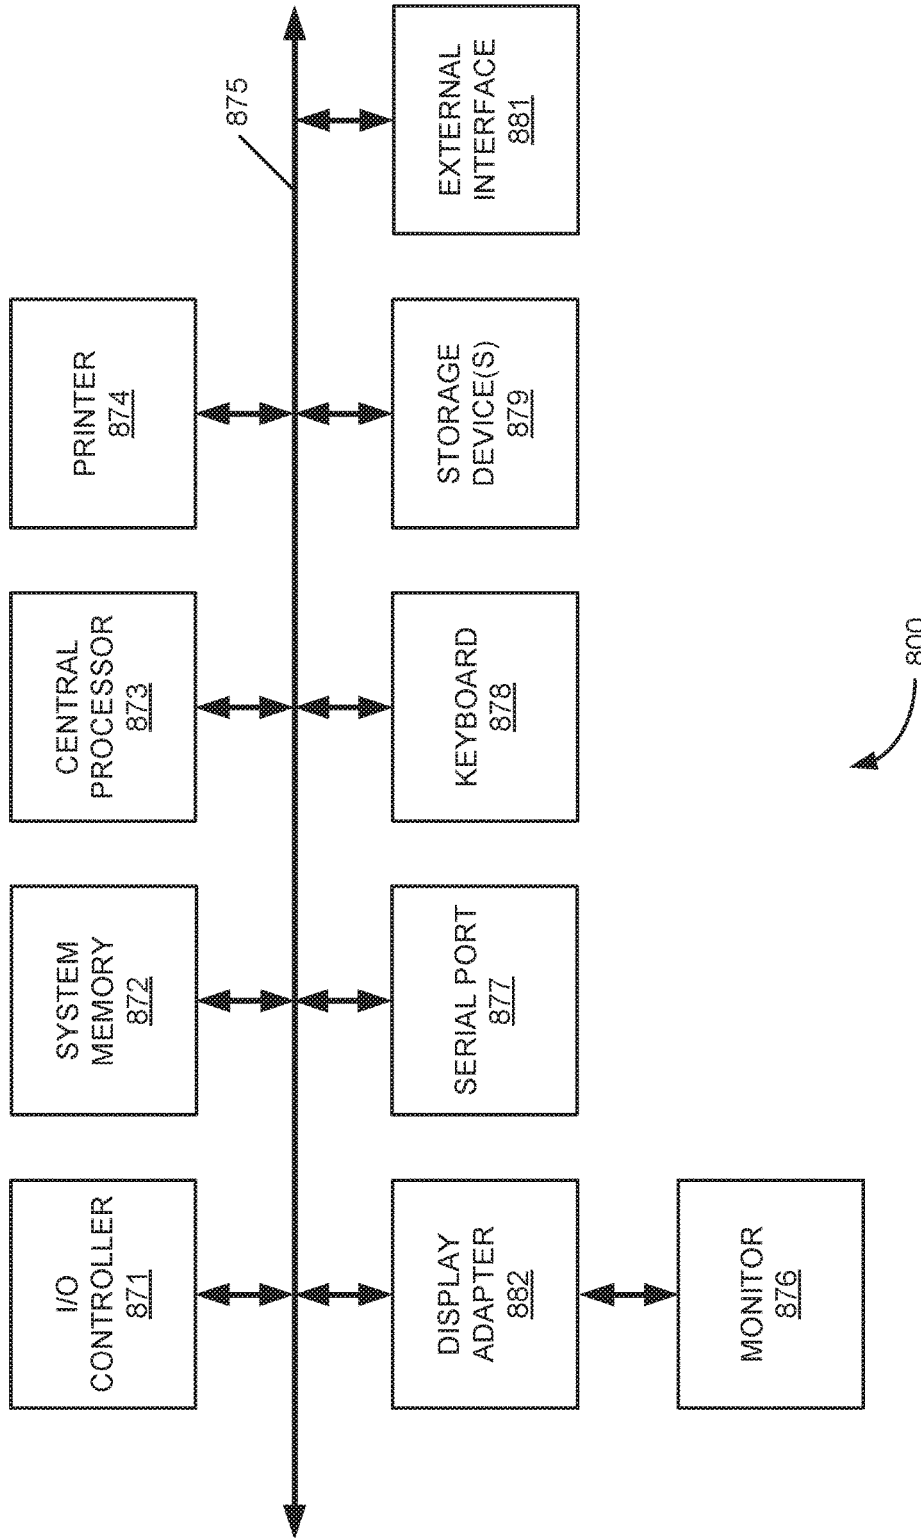 I/O
CONTROLLER
871
SYSTEM
MEMORY
872
CENTRAL
PROCESSOR
873
PRINTER
874
875
DISPLAY
ADAPTER
882
SERIAL PORT
877
KEYBOARD
878
STORAGE
DEVICE(S)
879
EXTERNAL
INTERFACE
881
MONITOR
876
800